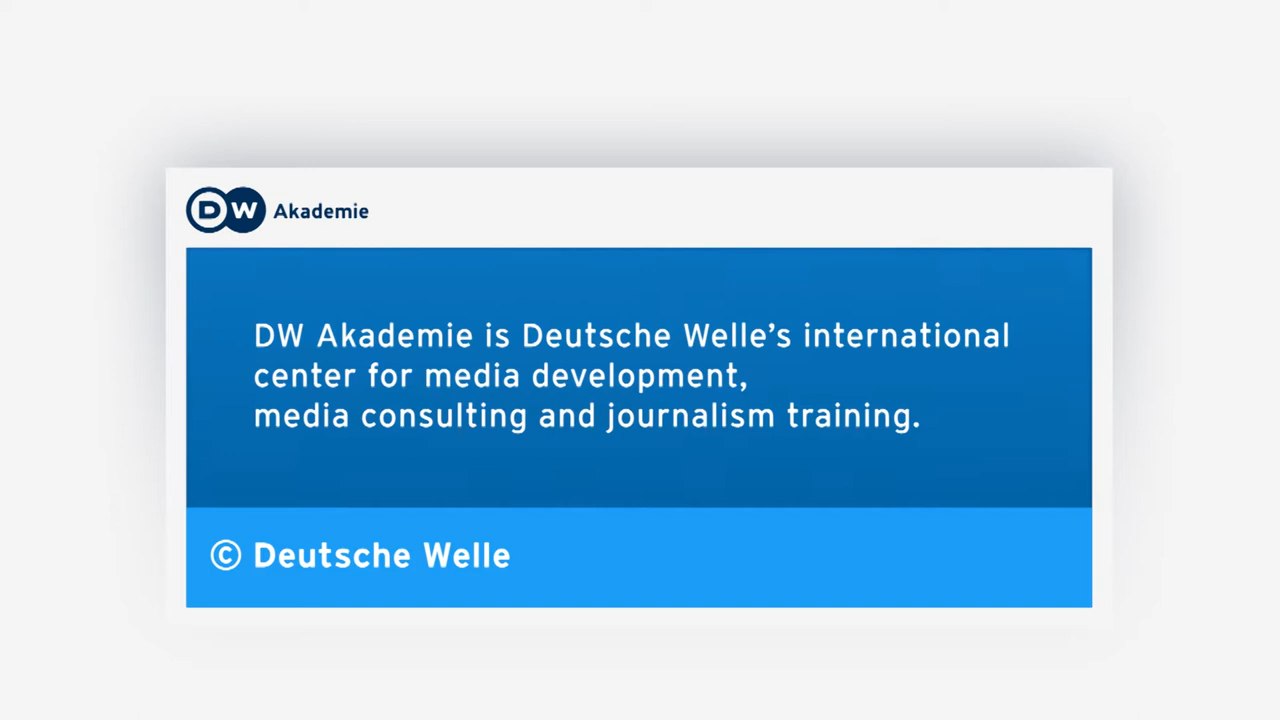 DW Akademie
DW Akademie is Deutsche Welle’s international
center for media development,
media consulting and journalism training.
© Deutsche Welle